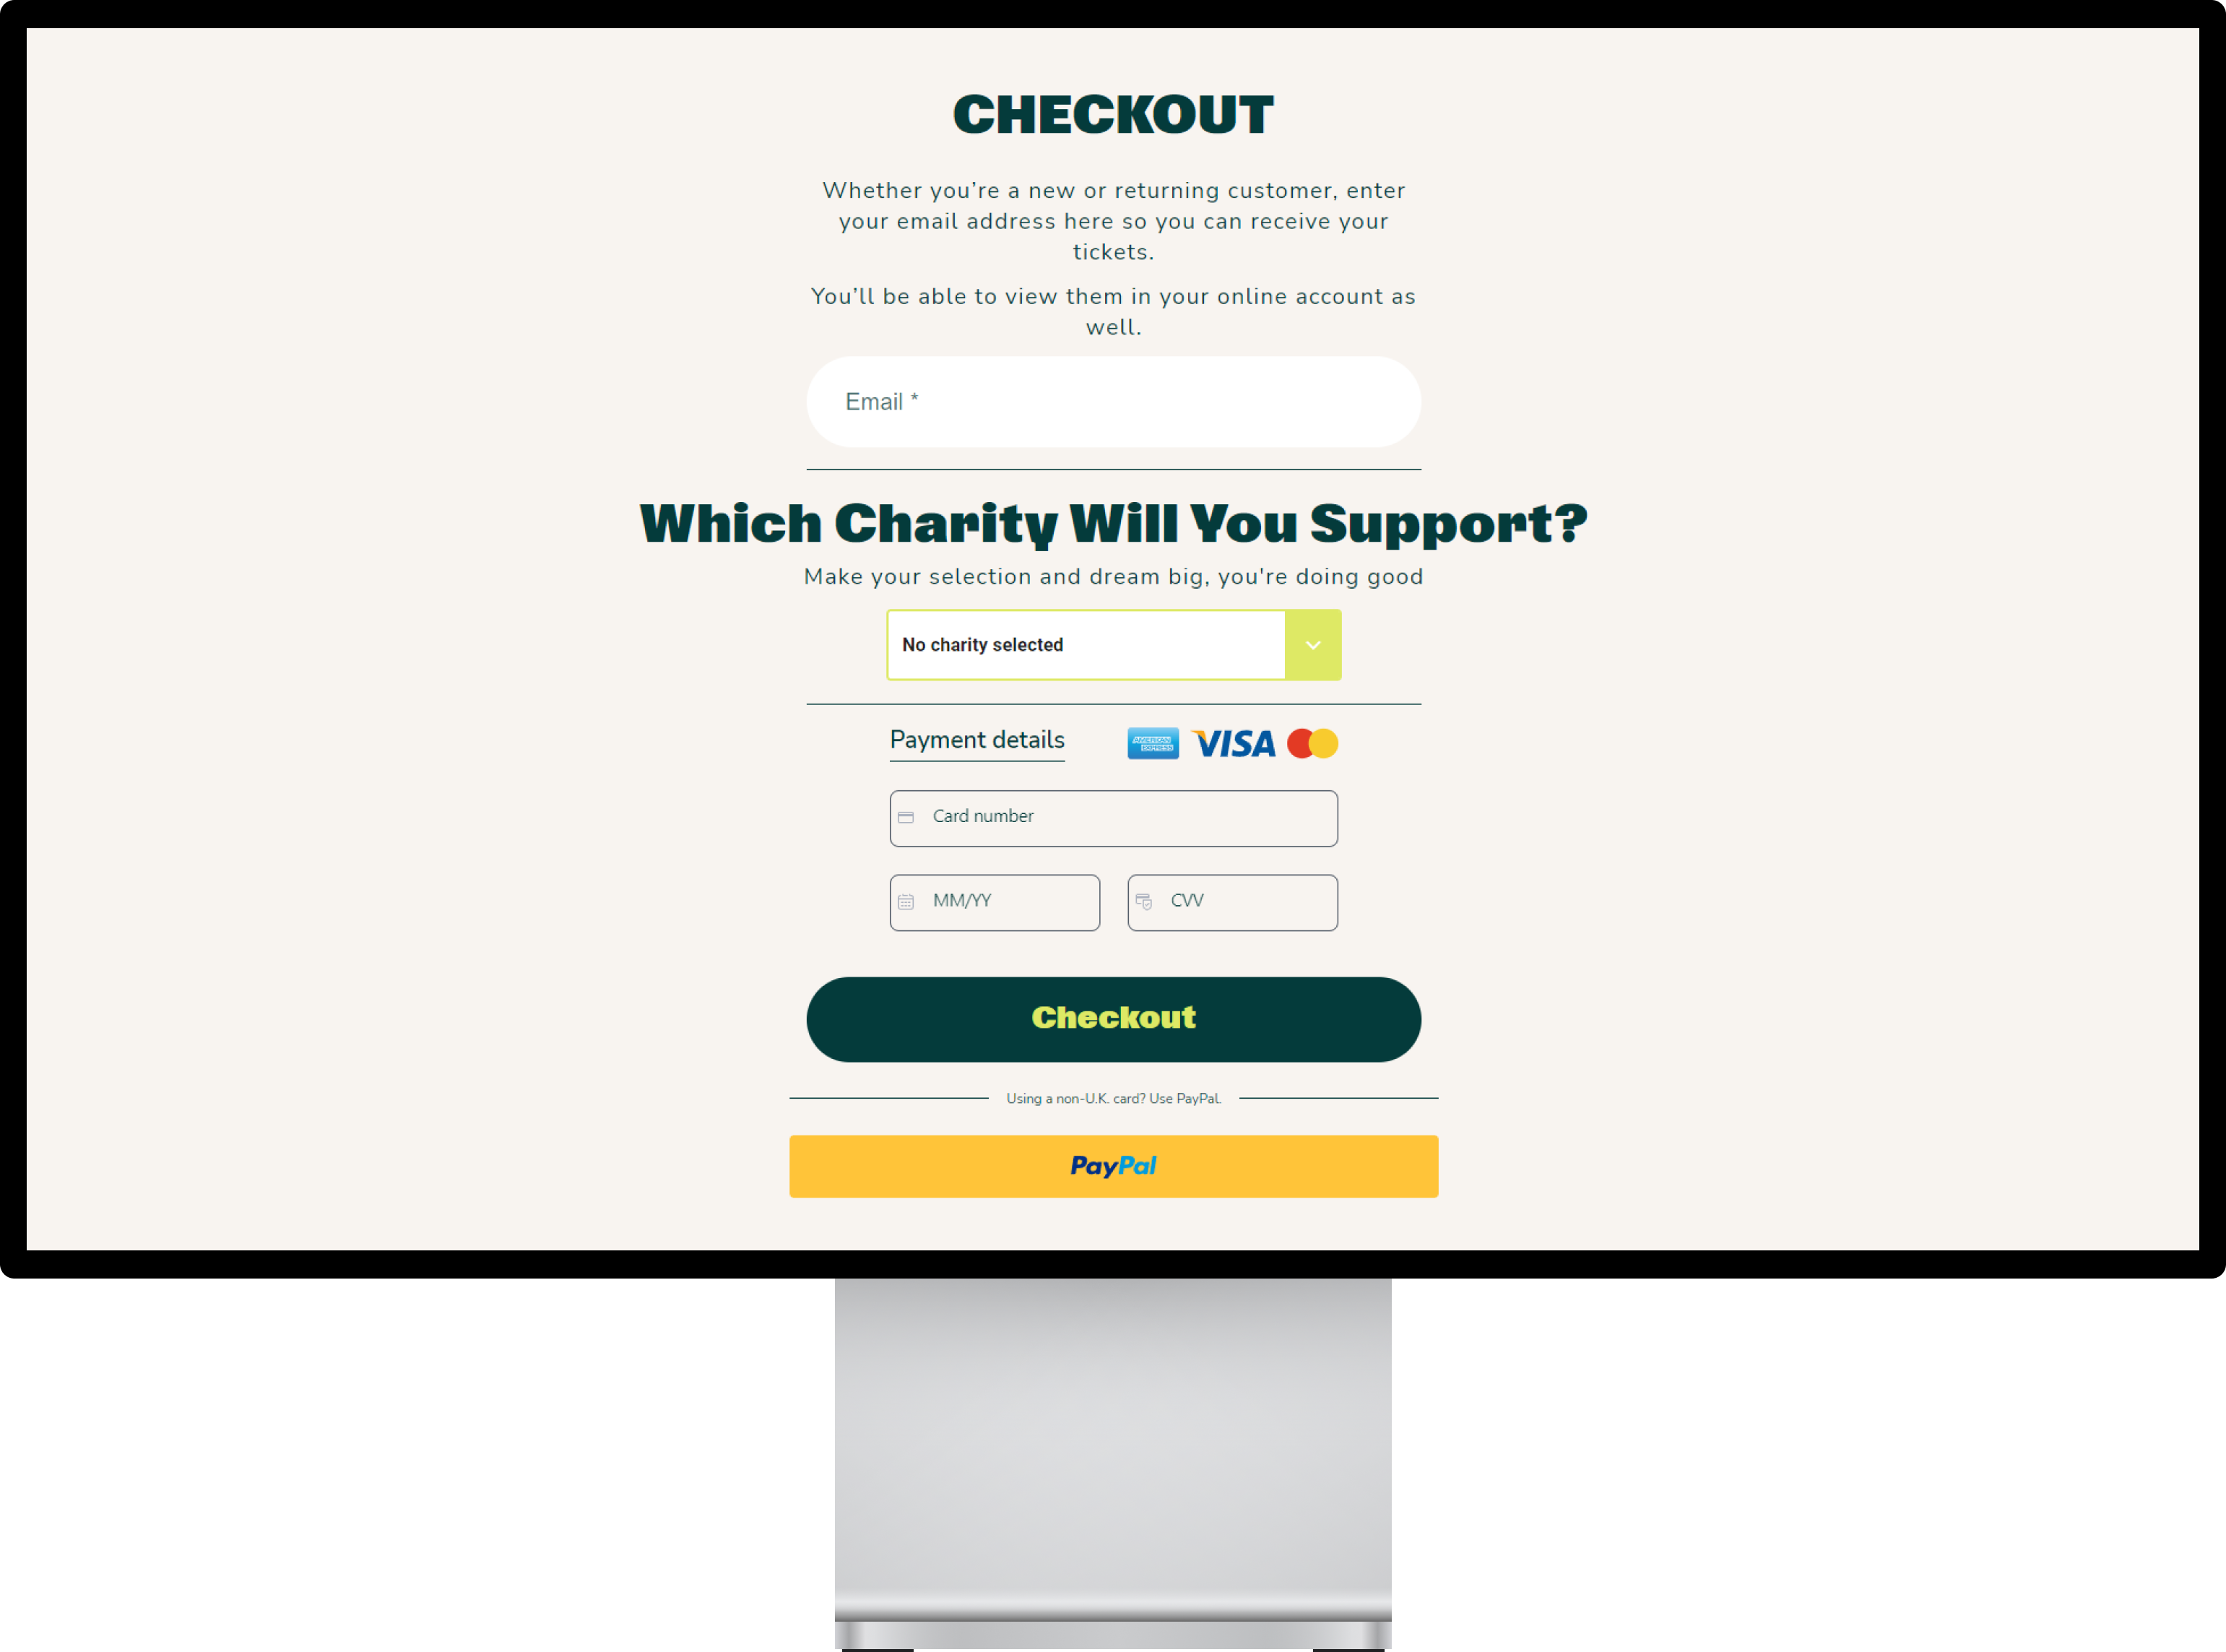 CHECKOUT
Whether you’re a new or returning customer, enter
your email address here so you can receive your
tickets.
You’ll be able to view them in your online account as
well.
Email *
Which Charity Will You Support?
Make your selection and dream big, you're doing good
No charity selected
Payment details
AMERICAN
EXPRESS
VISA
Card number
MM/YY
CVV
Checkout
Using a non-U.K. card? Use PayPal.
PayPal